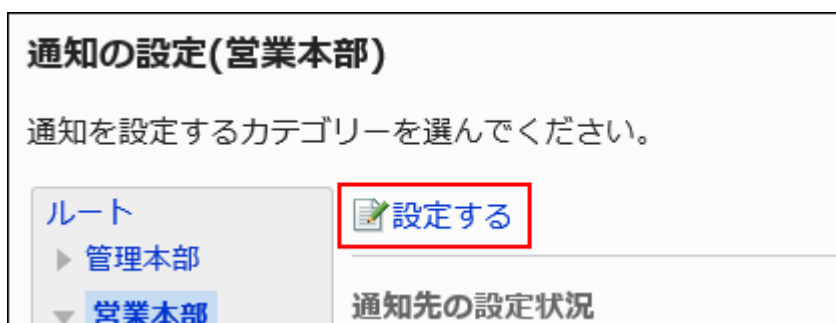 通知の設定(営業本部)
通知を設定するカテゴリーを選んでください。
ルート
管理本部
営業本部
設定する
通知先の設定状況